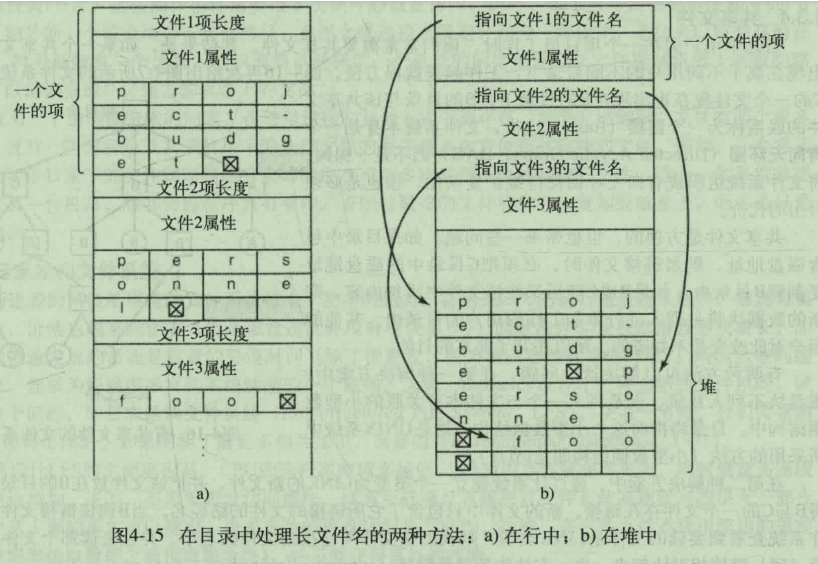 文件1项长度
文件1属性
一个文
件的项
p r o j
e c t -
b u d g
e t ☒
文件2项长度
文件2属性
p e r s
o n n e
l ☒
文件3项长度
文件3属性
f o o ☒
⋮
a)
指向文件1的文件名
文件1属性
一个文件的项
指向文件2的文件名
文件2属性
指向文件3的文件名
文件3属性
p r o j
e c t -
b u d g
e t ☒ p
e r s o
n n e l
☒ f o o
☒
堆
b)
图4-15 在目录中处理长文件名的两种方法：a) 在行中；b) 在堆中